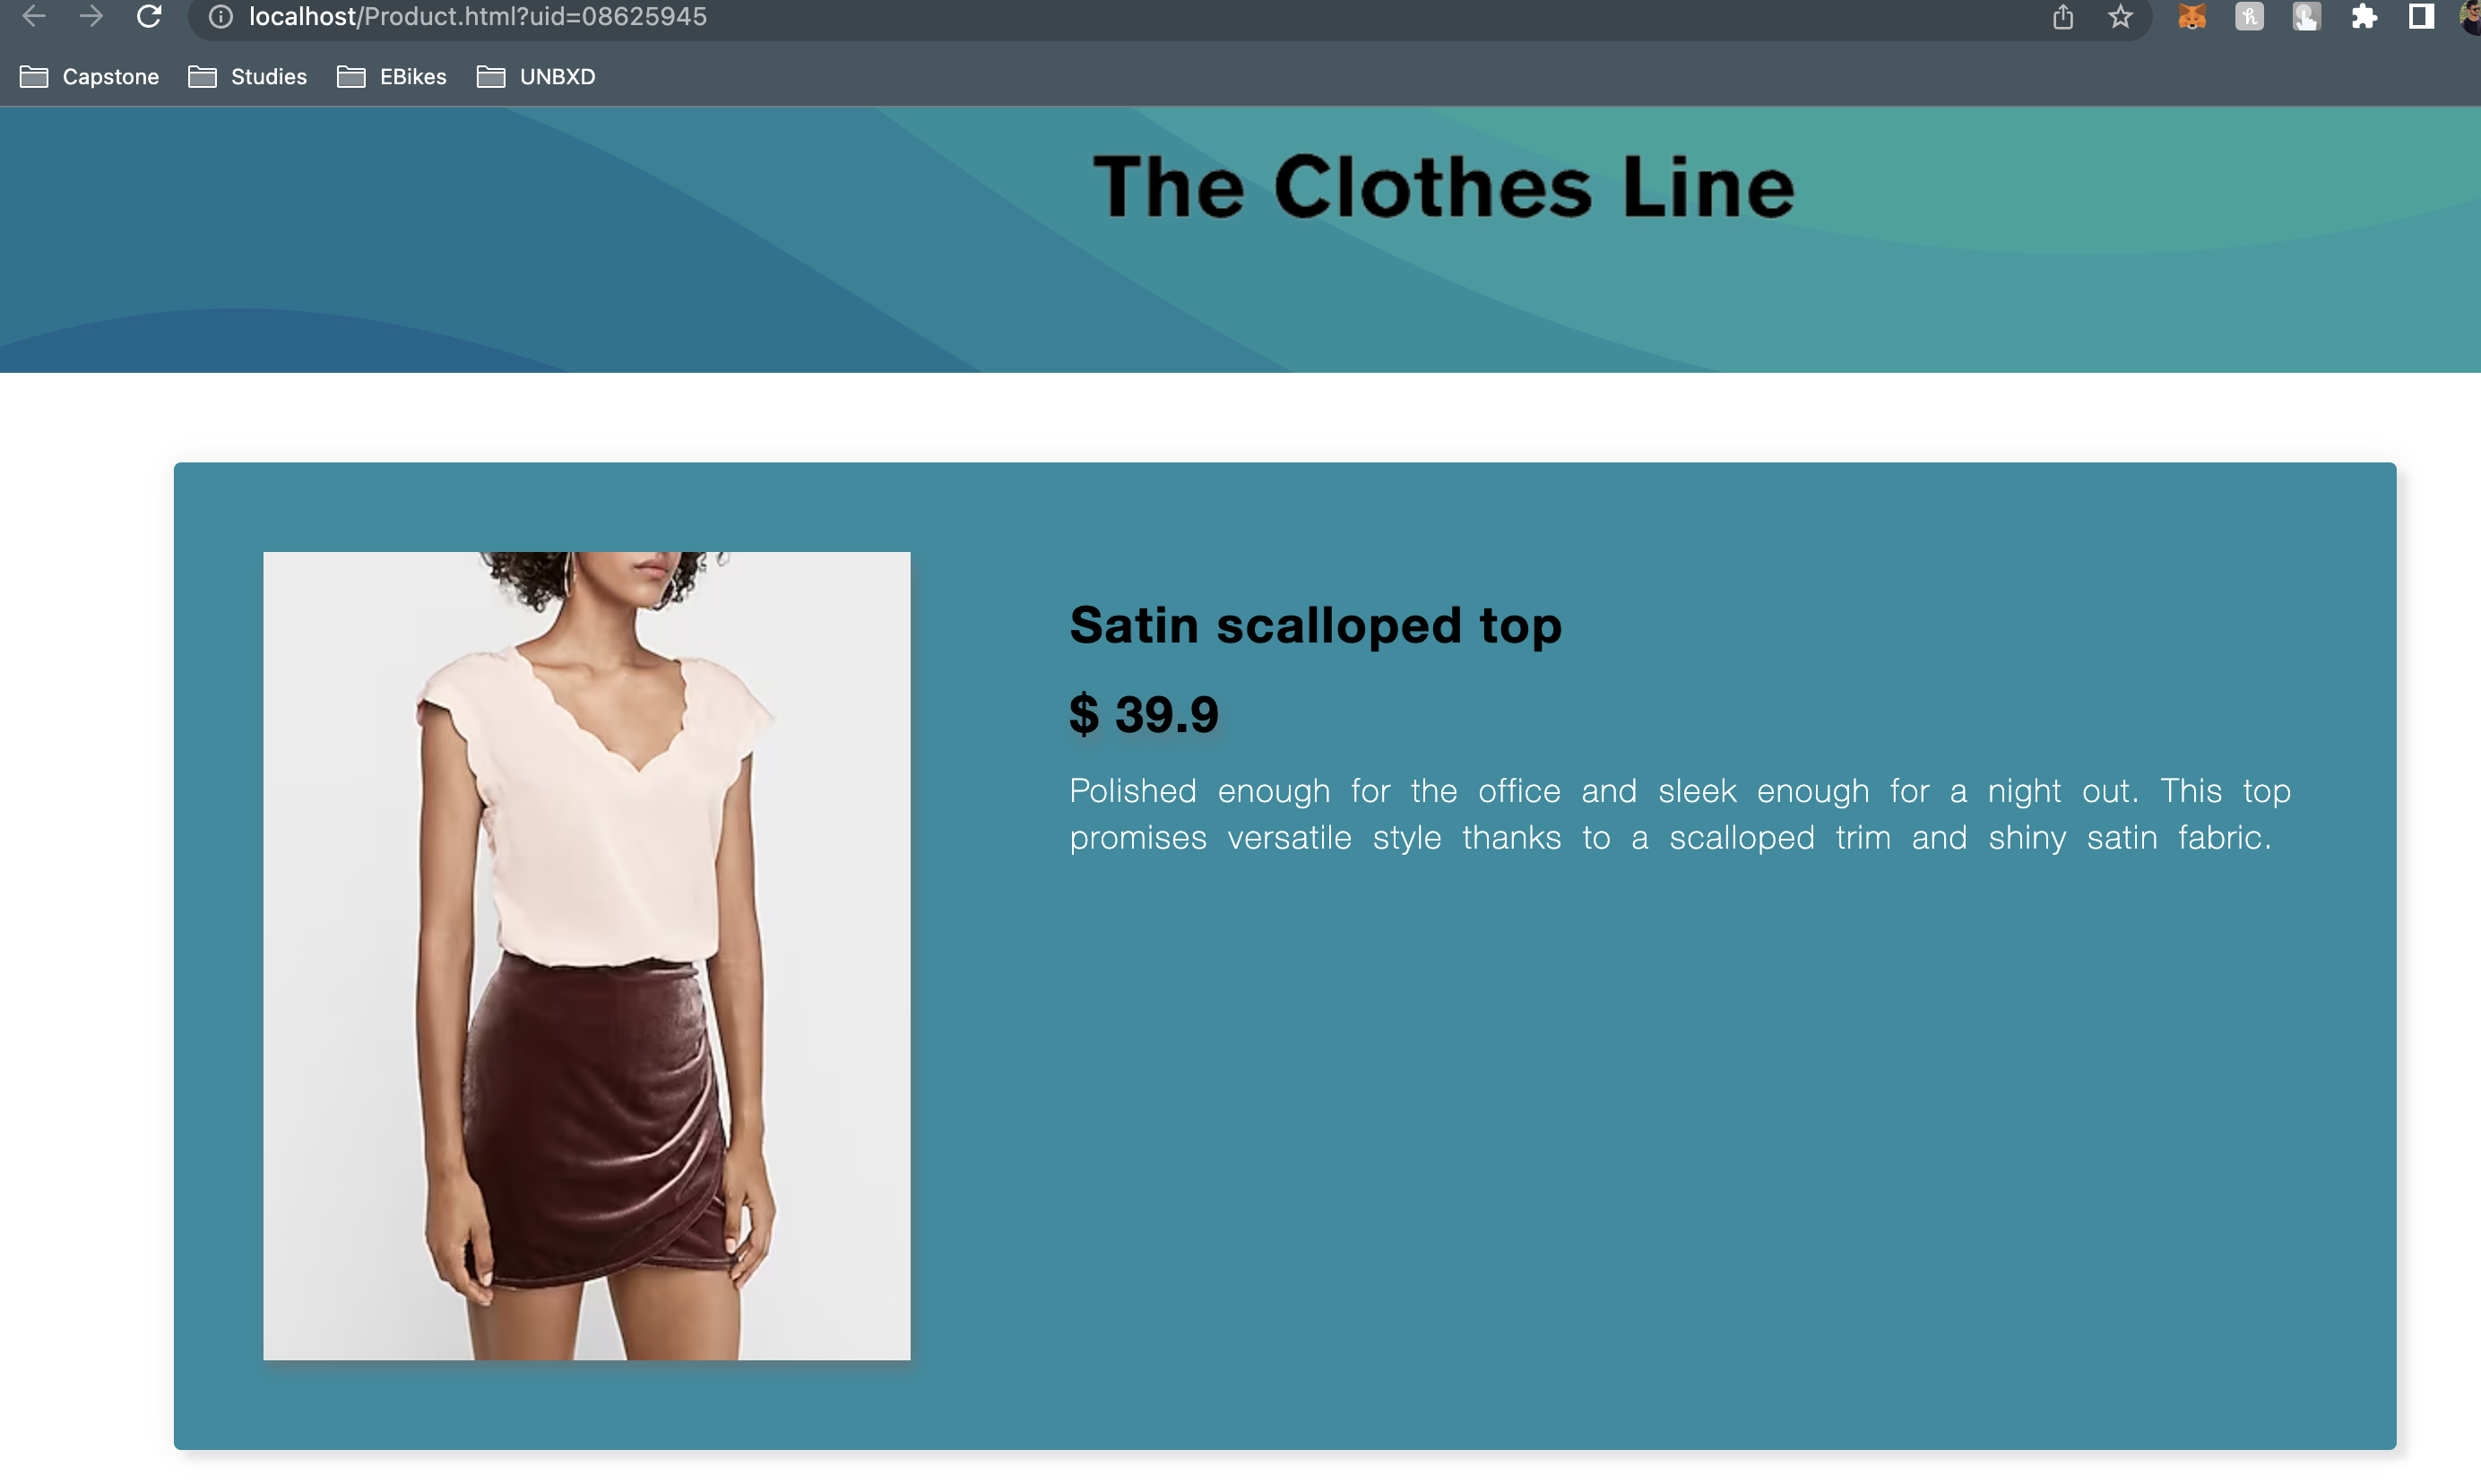 localhost/Product.html?uid=08625945
Capstone Studies EBikes UNBXD
The Clothes Line
Satin scalloped top
$ 39.9
Polished enough for the office and sleek enough for a night out. This top
promises versatile style thanks to a scalloped trim and shiny satin fabric.